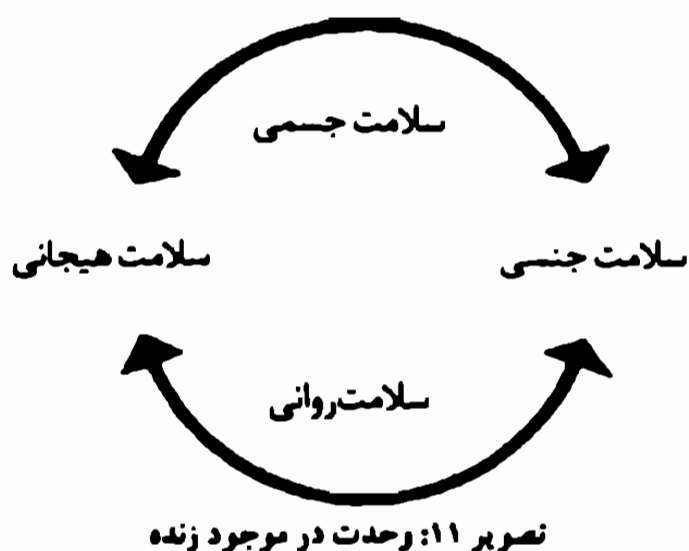 سلامت جسمی
سلامت جنسی
سلامت هیجانی
سلامت روانی
تصویر ۱۱: وحدت در موجود زنده